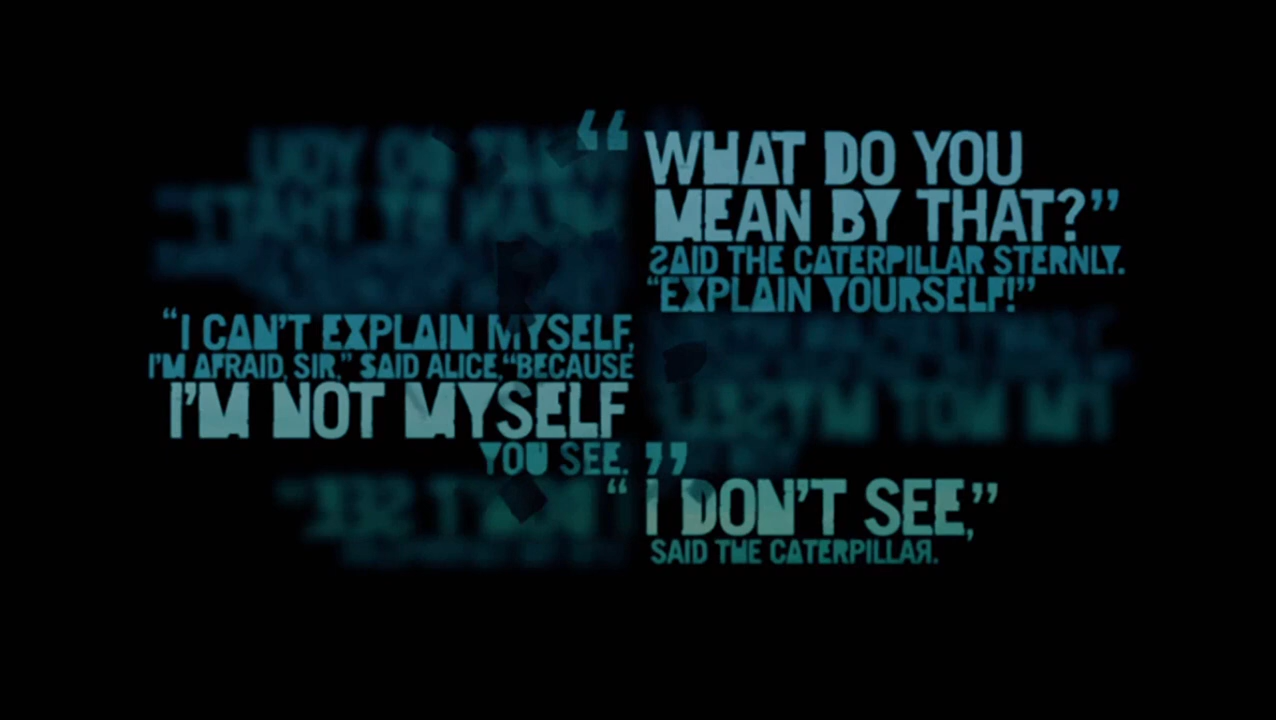 “WHAT DO YOU
MEAN BY THAT?”
SAID THE CATERPILLAR STERNLY.
“EXPLAIN YOURSELF!”
“I CAN’T EXPLAIN MYSELF,
I’M AFRAID, SIR,” SAID ALICE, “BECAUSE
I’M NOT MYSELF
YOU SEE.”
“I DON’T SEE,”
SAID THE CATERPILLAR.